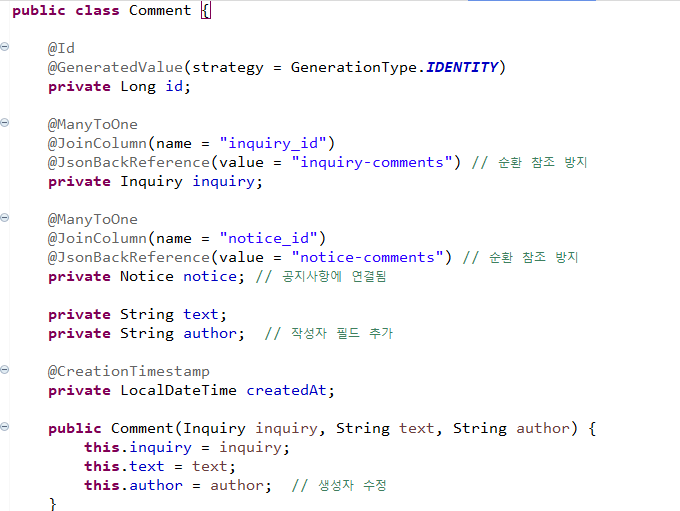 public class Comment {
@Id
@GeneratedValue(strategy = GenerationType.IDENTITY)
private Long id;
@ManyToOne
@JoinColumn(name = "inquiry_id")
@JsonBackReference(value = "inquiry-comments") // 순환 참조 방지
private Inquiry inquiry;
@ManyToOne
@JoinColumn(name = "notice_id")
@JsonBackReference(value = "notice-comments") // 순환 참조 방지
private Notice notice; // 공지사항에 연결됨
private String text;
private String author;  // 작성자 필드 추가
@CreationTimestamp
private LocalDateTime createdAt;
public Comment(Inquiry inquiry, String text, String author) {
this.inquiry = inquiry;
this.text = text;
this.author = author;  // 생성자 수정
}